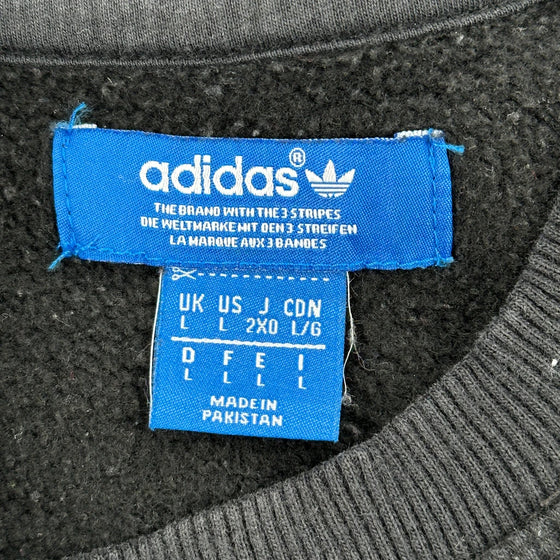 adidas®
THE BRAND WITH THE 3 STRIPES
DIE WELTMARKE MIT DEN 3 STREIFEN
LA MARQUE AUX 3 BANDES
UK US J CDN
L L 2XO L/G
D F E I
L L L L
MADE IN
PAKISTAN